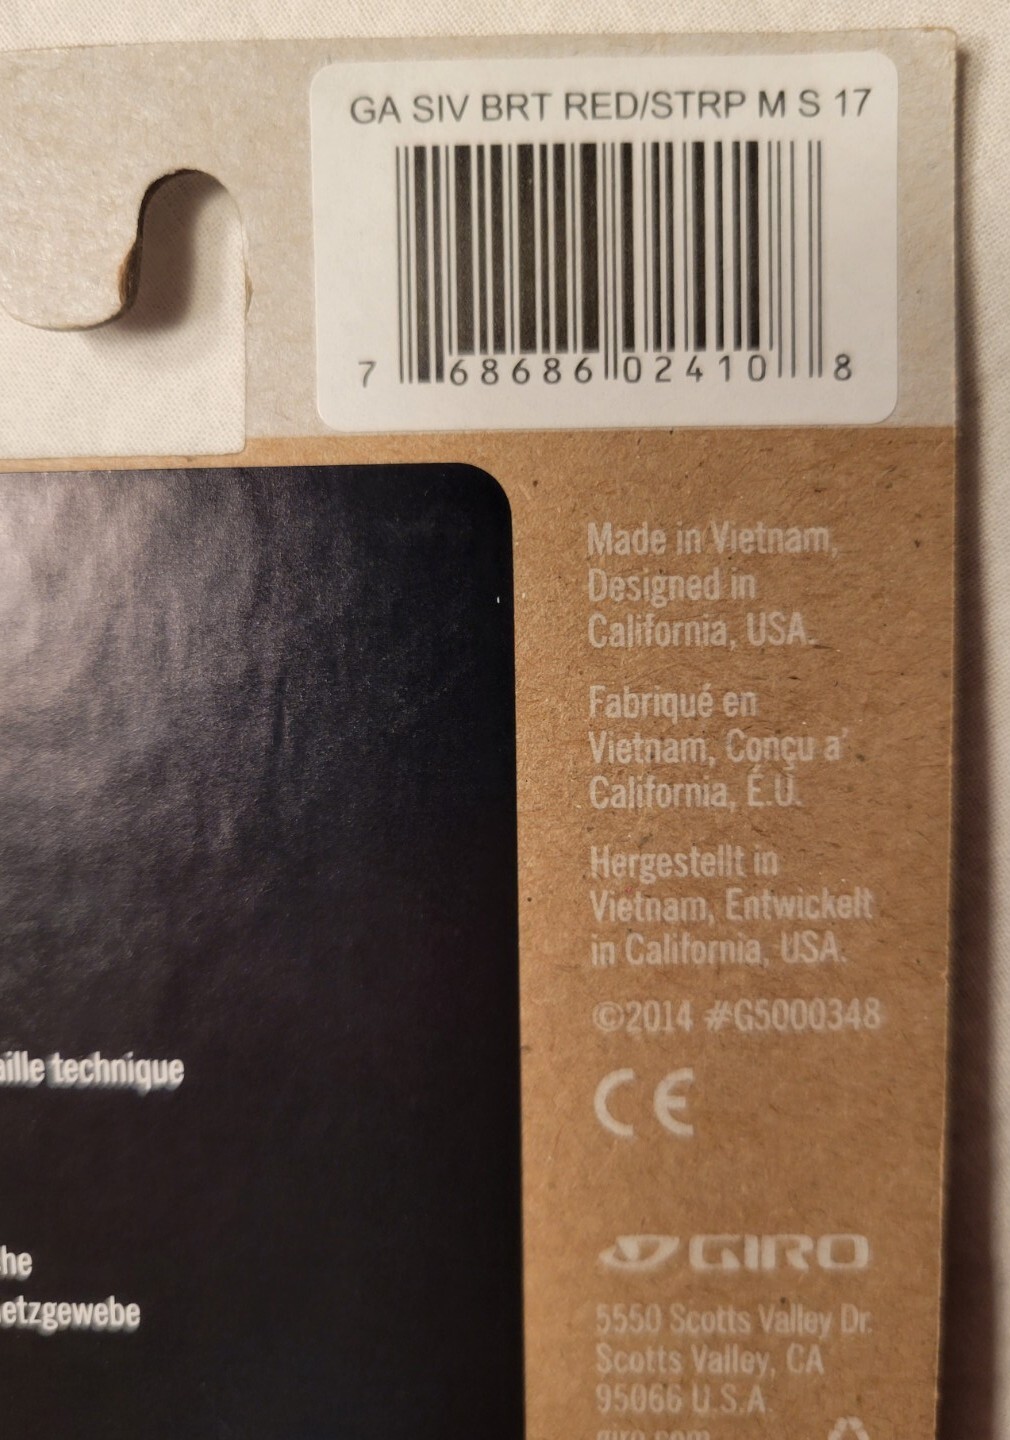 GA SIV BRT RED/STRP M S 17
7 68686 02410 8
Made in Vietnam,
Designed in
California, USA.
Fabriqué en
Vietnam, Conçu a´
California, É.U.
Hergestellt in
Vietnam, Entwickelt
in California, USA.
©2014 #G5000348
CE
GIRO
5550 Scotts Valley Dr.
Scotts Valley, CA
95066 U.S.A.
giro.com
aille technique
he
etzgewebe